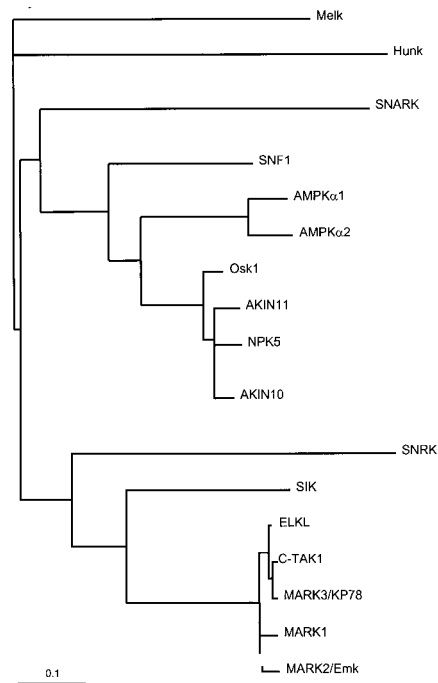 Melk
Hunk
SNARK
SNF1
AMPKα1
AMPKα2
Osk1
AKIN11
NPK5
AKIN10
SNRK
SIK
ELKL
C-TAK1
MARK3/KP78
MARK1
MARK2/Emk
0.1